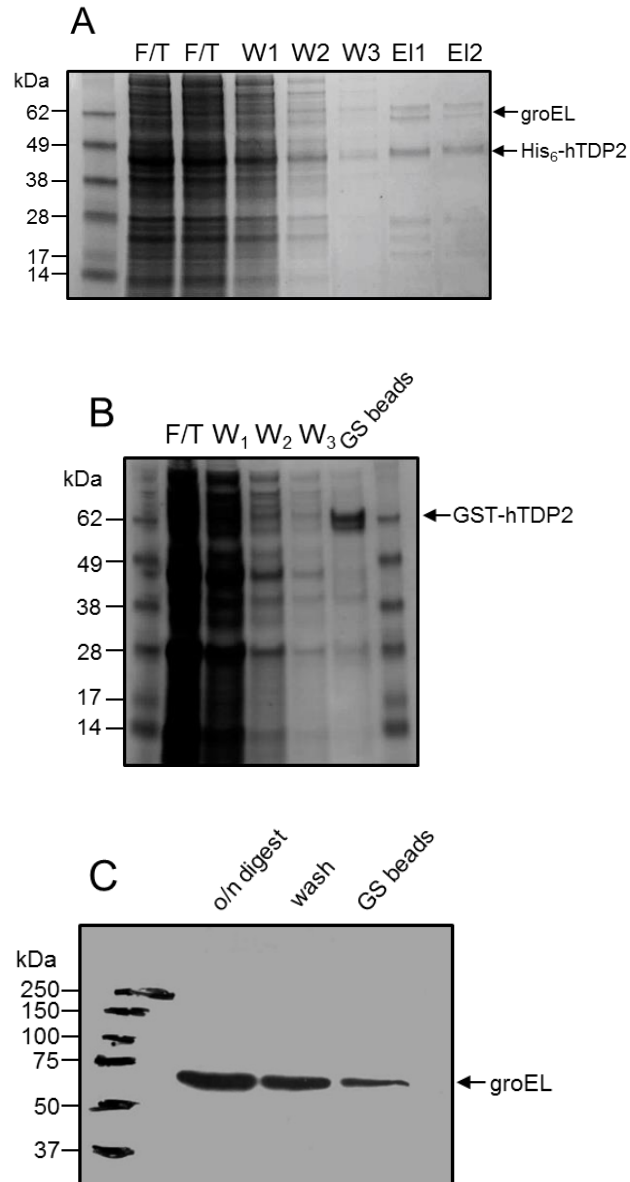 A
F/T F/T W1 W2 W3 El1 El2
kDa
62
groEL
49
His₆-hTDP2
38
28
17
14
B
F/T W₁ W₂ W₃ GS beads
kDa
62
GST-hTDP2
49
38
28
17
14
C
o/n digest wash GS beads
kDa
250
150
100
75
groEL
50
37